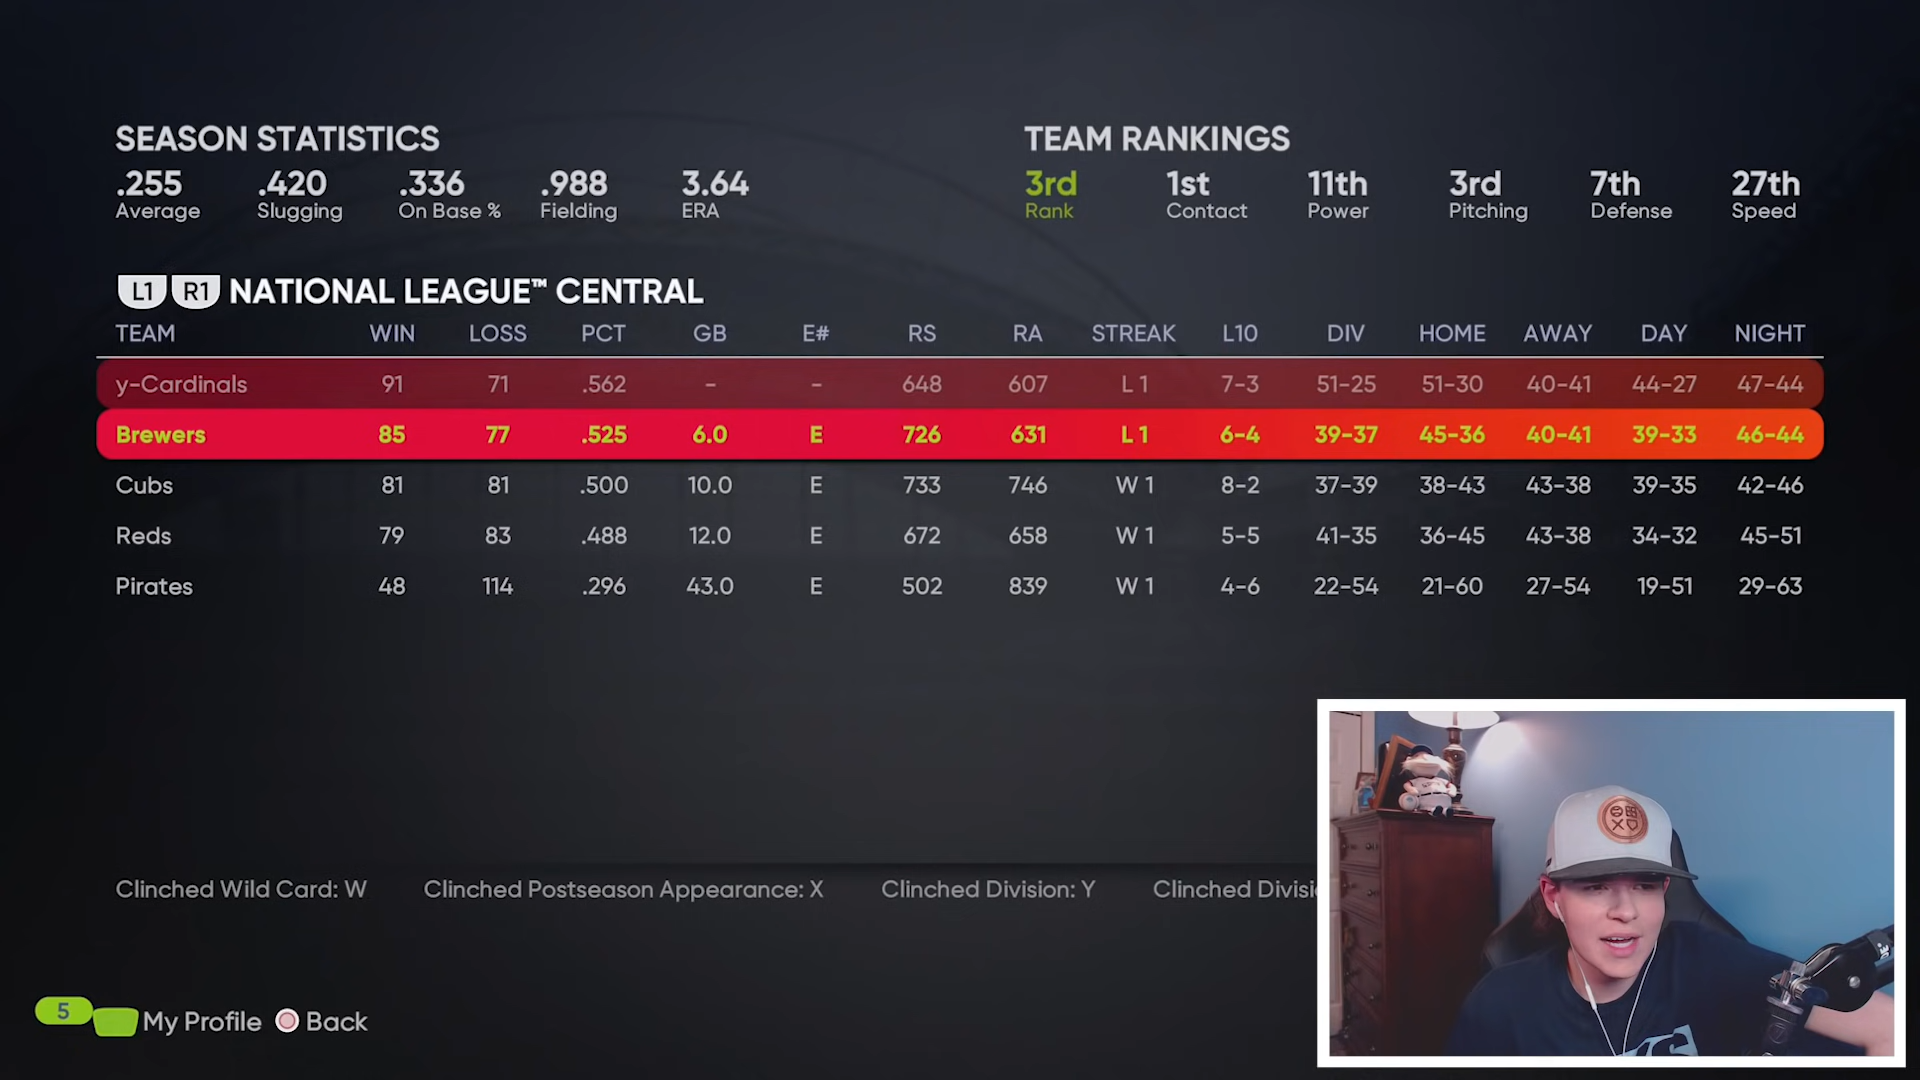 SEASON STATISTICS
.255 .420 .336 .988 3.64
Average Slugging On Base % Fielding ERA
TEAM RANKINGS
3rd 1st 11th 3rd 7th 27th
Rank Contact Power Pitching Defense Speed
L1 R1 NATIONAL LEAGUE™ CENTRAL
TEAM WIN LOSS PCT GB E# RS RA STREAK L10 DIV HOME AWAY DAY NIGHT
y-Cardinals 91 71 .562 - - 648 607 L 1 7-3 51-25 51-30 40-41 44-27 47-44
Brewers 85 77 .525 6.0 E 726 631 L 1 6-4 39-37 45-36 40-41 39-33 46-44
Cubs 81 81 .500 10.0 E 733 746 W 1 8-2 37-39 38-43 43-38 39-35 42-46
Reds 79 83 .488 12.0 E 672 658 W 1 5-5 41-35 36-45 43-38 34-32 45-51
Pirates 48 114 .296 43.0 E 502 839 W 1 4-6 22-54 21-60 27-54 19-51 29-63
Clinched Wild Card: W Clinched Postseason Appearance: X Clinched Division: Y Clinched
5 My Profile Back